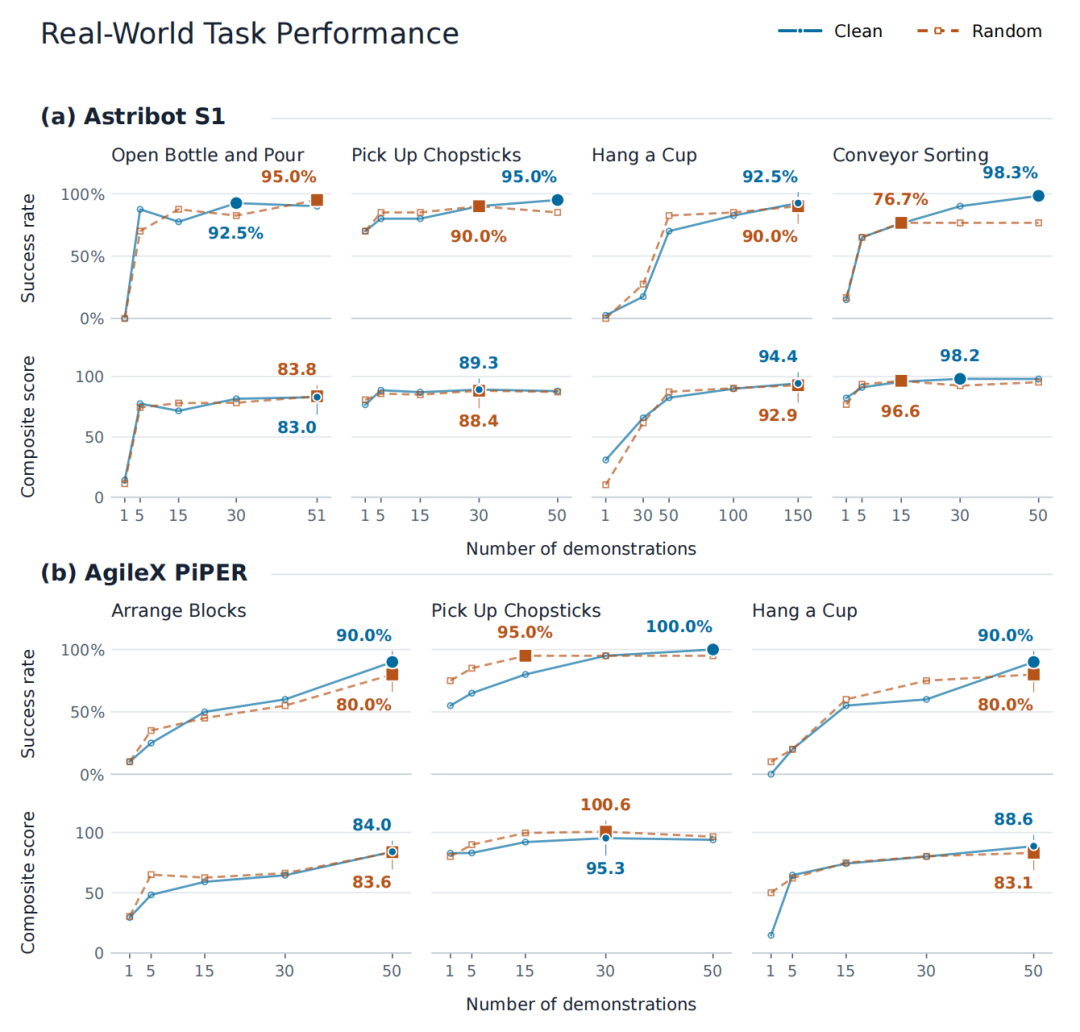 Real-World Task Performance
Clean Random
(a) Astribot S1
Open Bottle and Pour Pick Up Chopsticks Hang a Cup Conveyor Sorting
Success rate
100%
50%
0%
95.0%
92.5%
95.0%
90.0%
92.5%
90.0%
98.3%
76.7%
Composite score
100
50
0
83.8
83.0
89.3
88.4
94.4
92.9
98.2
96.6
1 5 15 30 51 1 5 15 30 50 1 30 50 100 150 1 5 15 30 50
Number of demonstrations
(b) AgileX PiPER
Arrange Blocks Pick Up Chopsticks Hang a Cup
Success rate
100%
50%
0%
90.0%
80.0%
95.0%
100.0%
90.0%
80.0%
Composite score
100
50
0
84.0
83.6
100.6
95.3
88.6
83.1
1 5 15 30 50 1 5 15 30 50 1 5 15 30 50
Number of demonstrations